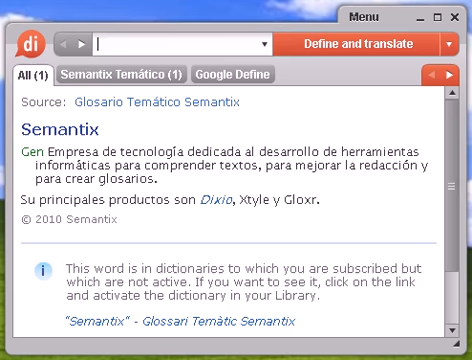 Menu
di
Define and translate
All (1) Semantix Temático (1) Google Define
Source: Glosario Temático Semantix
Semantix
Gen Empresa de tecnología dedicada al desarrollo de herramientas
informáticas para comprender textos, para mejorar la redacción y
para crear glosarios.
Su principales producto son Dixio, Xtyle y Gloxr.
© 2010 Semantix
i
This word is in dictionaries to which you are subscribed but
which are not active. If you want to see it, click on the link
and activate the dictionary in your Library.
"Semantix" - Glossari Temàtic Semantix